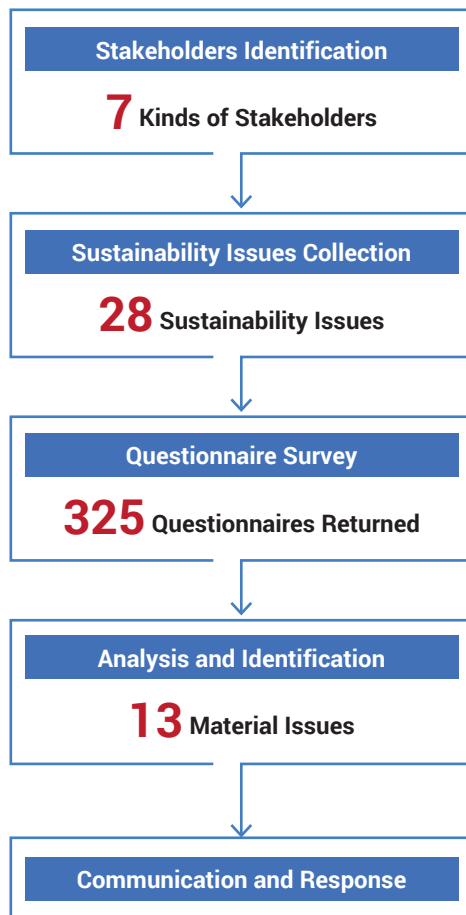 Stakeholders Identification
7 Kinds of Stakeholders
Sustainability Issues Collection
28 Sustainability Issues
Questionnaire Survey
325 Questionnaires Returned
Analysis and Identification
13 Material Issues
Communication and Response